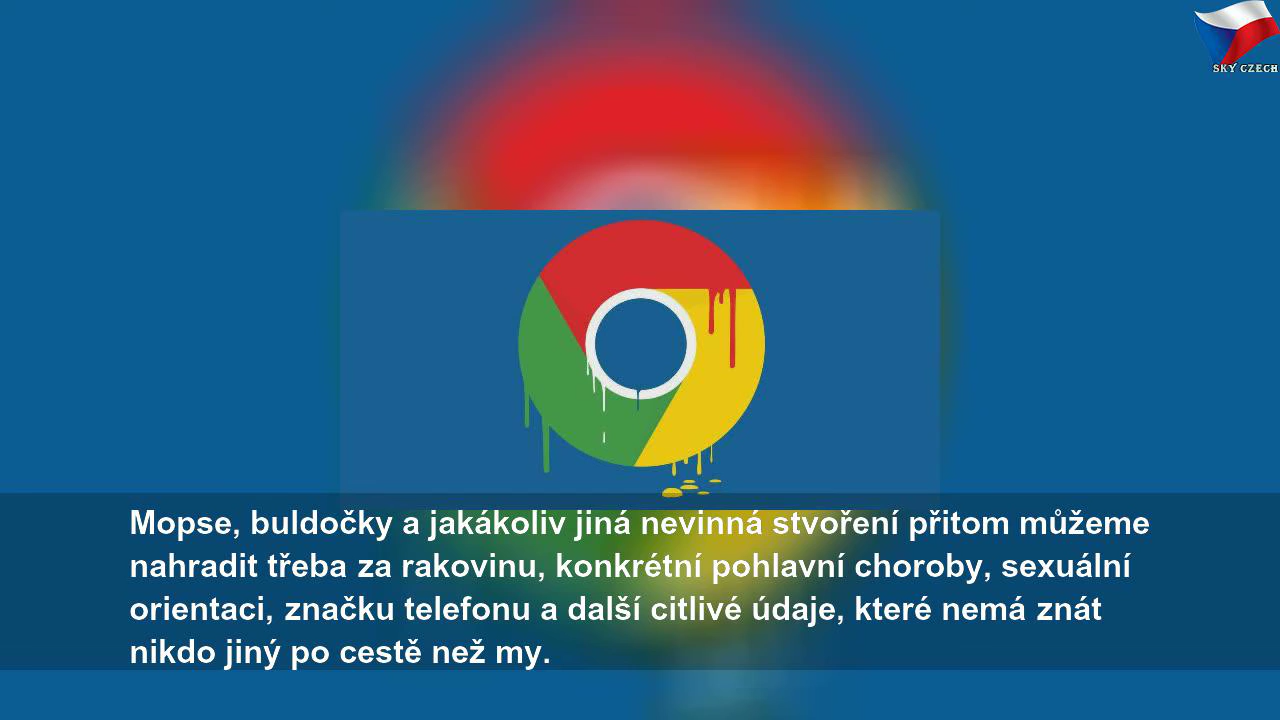 SKY CZECH
Mopse, buldočky a jakákoliv jiná nevinná stvoření přitom můžeme
nahradit třeba za rakovinu, konkrétní pohlavní choroby, sexuální
orientaci, značku telefonu a další citlivé údaje, které nemá znát
nikdo jiný po cestě než my.